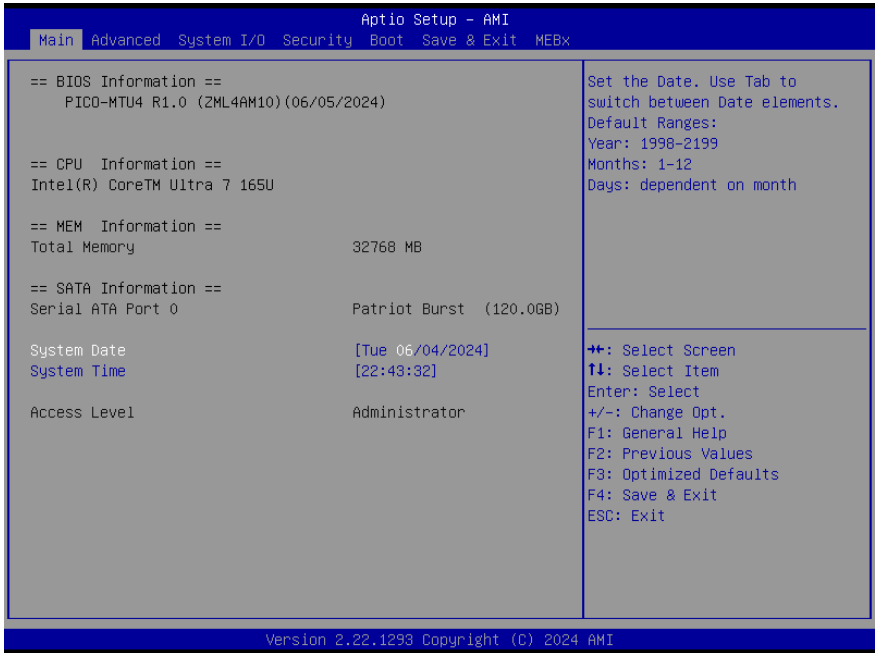 Aptio Setup - AMI
Main Advanced System I/O Security Boot Save & Exit MEBx
== BIOS Information ==
PICO-MTU4 R1.0 (ZML4AM10)(06/05/2024)
== CPU Information ==
Intel(R) CoreTM Ultra 7 165U
== MEM Information ==
Total Memory 32768 MB
== SATA Information ==
Serial ATA Port 0 Patriot Burst (120.0GB)
System Date [Tue 06/04/2024]
System Time [22:43:32]
Access Level Administrator
Set the Date. Use Tab to
switch between Date elements.
Default Ranges:
Year: 1998-2199
Months: 1-12
Days: dependent on month
→←: Select Screen
↑↓: Select Item
Enter: Select
+/-: Change Opt.
F1: General Help
F2: Previous Values
F3: Optimized Defaults
F4: Save & Exit
ESC: Exit
Version 2.22.1293 Copyright (C) 2024 AMI